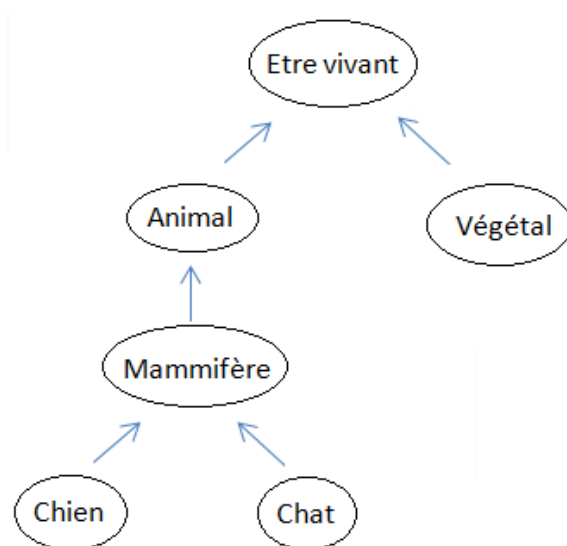 Etre vivant
Animal
Végétal
Mammifère
Chien
Chat